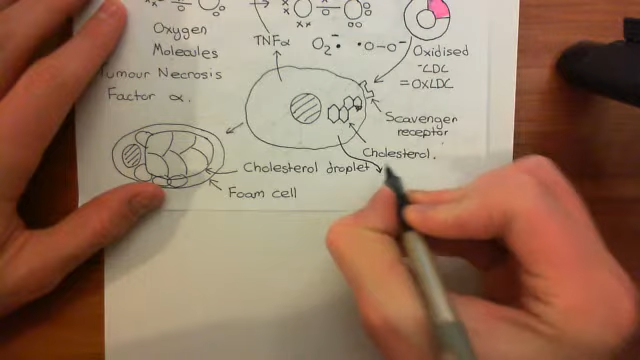 Oxygen
Molecules
Tumour Necrosis
Factor α.
TNFα
O₂⁻•
•O-O⁻
Oxidised
-LDL
= OxLDL
Scavenger
receptor
Cholesterol.
Cholesterol droplet
Foam cell